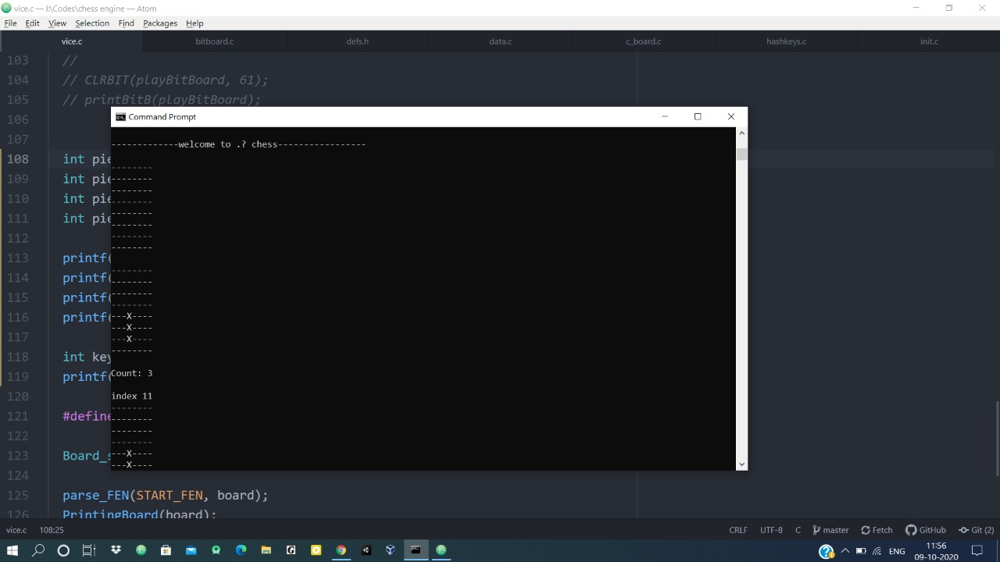 vice.c — I:\Codes\chess engine — Atom
File Edit View Selection Find Packages Help
vice.c bitboard.c defs.h data.c c_board.c hashkeys.c init.c
103 //
104 // CLRBIT(playBitBoard, 61);
105 // printBitB(playBitBoard);
106
107
108 int pie
109 int pie
110 int pie
111 int pie
112
113 printf(
114 printf(
115 printf(
116 printf(
117
118 int key
119 printf(
120
121 #define
122
123 Board_s
124
125 parse_FEN(START_FEN, board);
126 PrintingBoard(board);
Command Prompt
-------------welcome to .? chess-----------------
--------
--------
--------
--------
--------
--------
--------
--------
--------
--------
--------
--------
---X----
---X----
---X----
--------
Count: 3
index 11
--------
--------
--------
--------
---X----
---X----
vice.c 108:25 CRLF UTF-8 C master Fetch GitHub Git (2)
ENG 11:56
09-10-2020